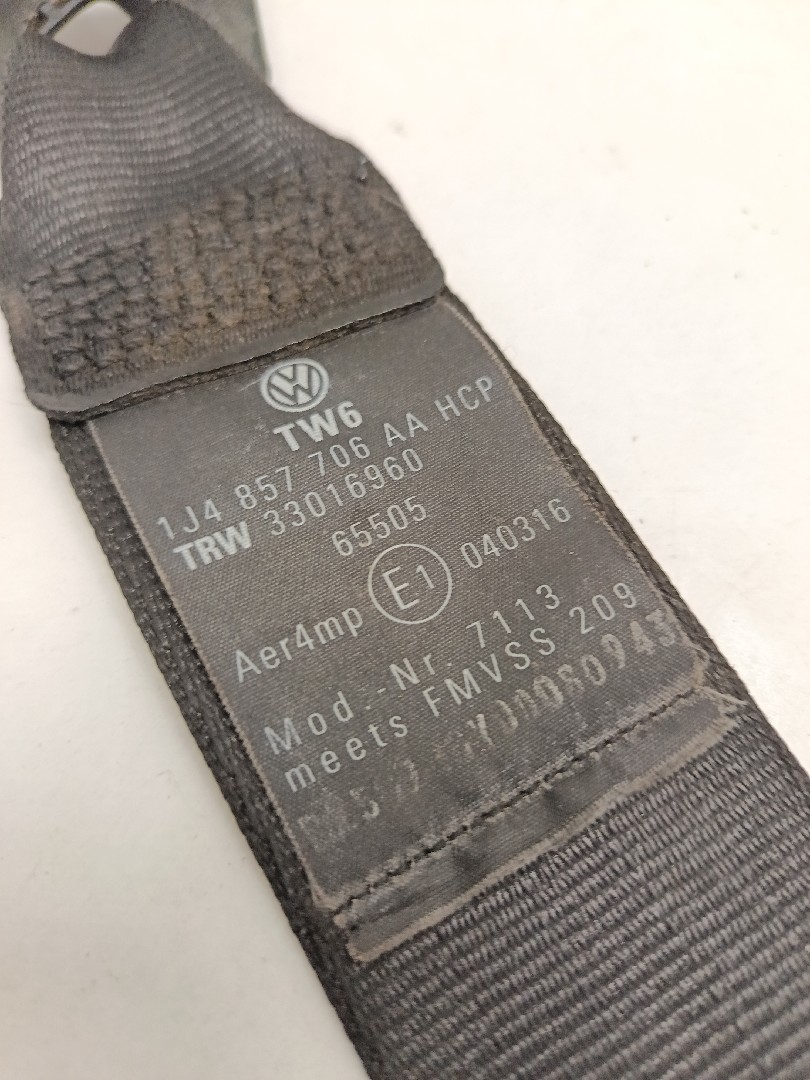 TW6
1J4 857 706 AA HCP
TRW 33016960
65505
Aer4mp E1 040316
Mod.-Nr. 7113
meets FMVSS 209